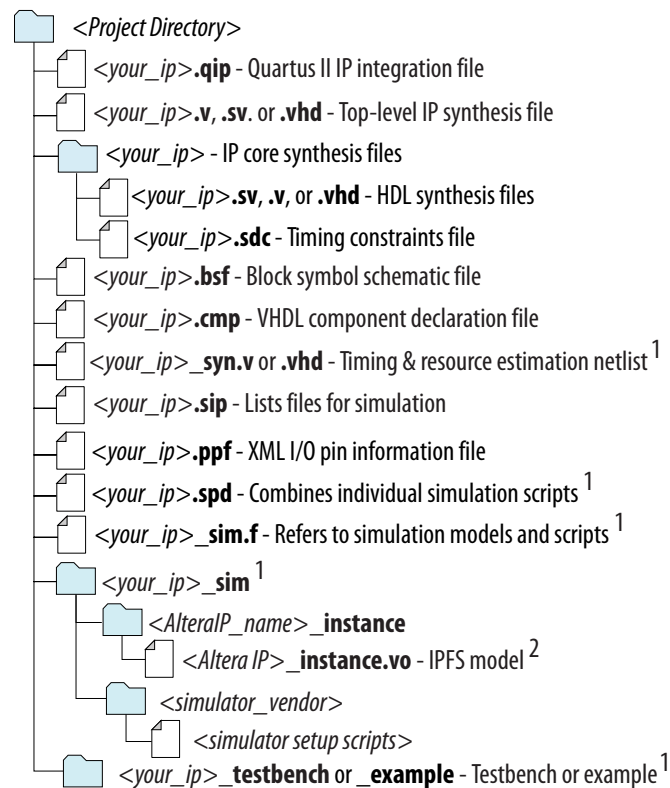 <Project Directory>
<your_ip>.qip - Quartus II IP integration file
<your_ip>.v, .sv. or .vhd - Top-level IP synthesis file
<your_ip> - IP core synthesis files
<your_ip>.sv, .v, or .vhd - HDL synthesis files
<your_ip>.sdc - Timing constraints file
<your_ip>.bsf - Block symbol schematic file
<your_ip>.cmp - VHDL component declaration file
<your_ip>_syn.v or .vhd - Timing & resource estimation netlist 1
<your_ip>.sip - Lists files for simulation
<your_ip>.ppf - XML I/O pin information file
<your_ip>.spd - Combines individual simulation scripts 1
<your_ip>_sim.f - Refers to simulation models and scripts 1
<your_ip>_sim 1
<AlteraIP_name>_instance
<Altera IP>_instance.vo - IPFS model 2
<simulator_vendor>
<simulator setup scripts>
<your_ip>_testbench or _example - Testbench or example 1